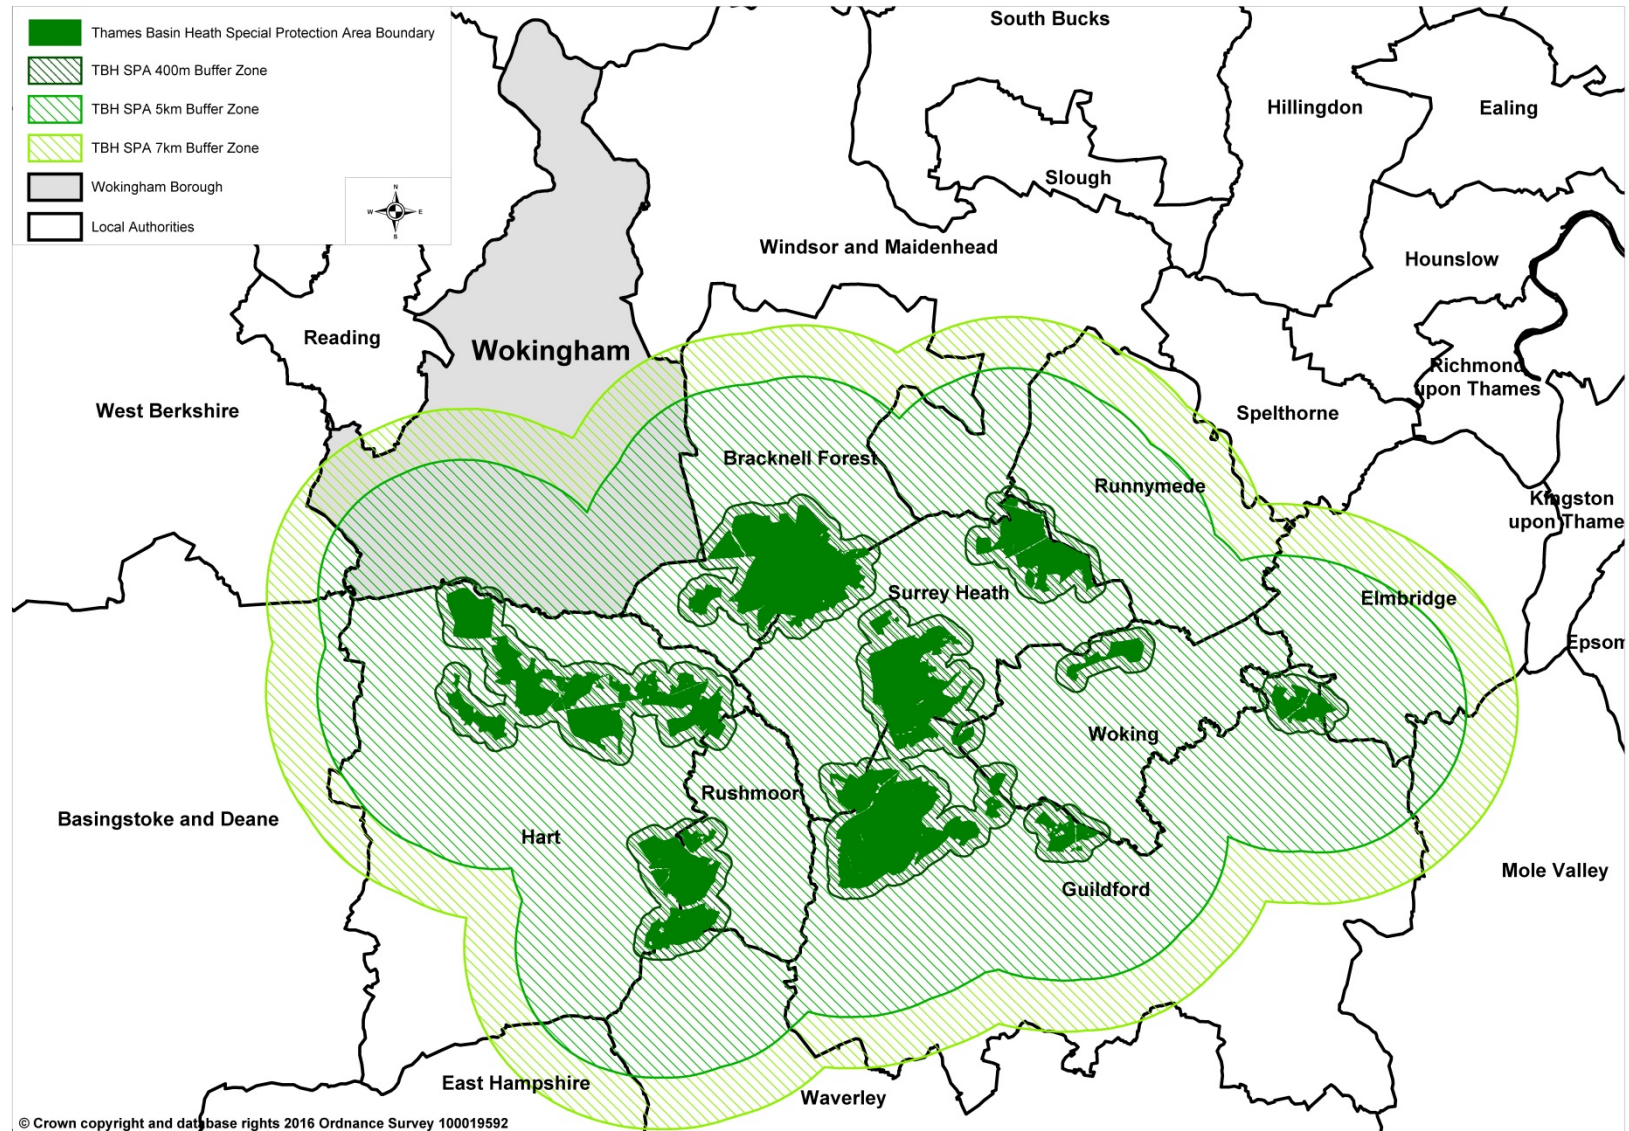 Thames Basin Heath Special Protection Area Boundary
TBH SPA 400m Buffer Zone
TBH SPA 5km Buffer Zone
TBH SPA 7km Buffer Zone
Wokingham Borough
Local Authorities
N
W E
S
South Bucks
Hillingdon
Ealing
Slough
Windsor and Maidenhead
Hounslow
Reading
Wokingham
Richmond
upon Thames
West Berkshire
Spelthorne
Bracknell Forest
Runnymede
Kingston
upon Thame
Surrey Heath
Elmbridge
Epsom
Woking
Rushmoor
Basingstoke and Deane
Hart
Mole Valley
Guildford
East Hampshire
Waverley
© Crown copyright and database rights 2016 Ordnance Survey 100019592